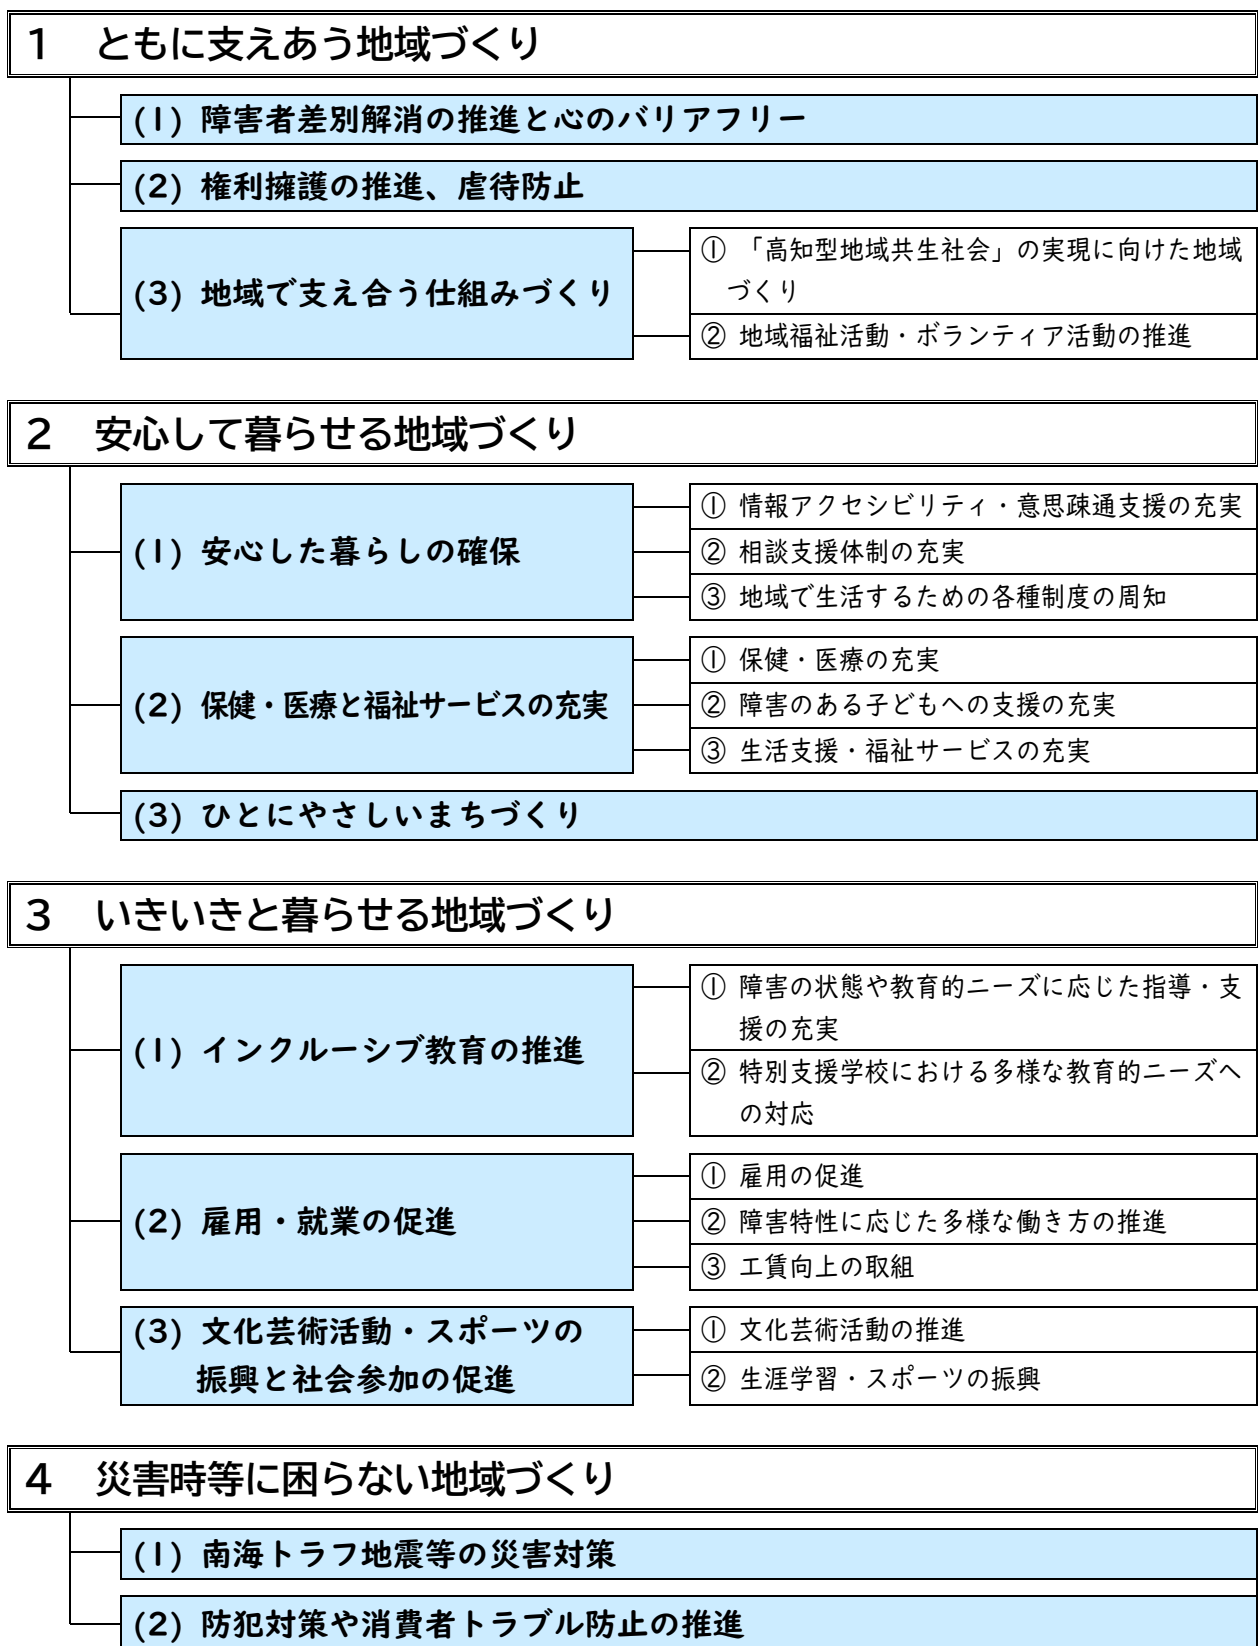 1　ともに支えあう地域づくり
(1) 障害者差別解消の推進と心のバリアフリー
(2) 権利擁護の推進、虐待防止
(3) 地域で支え合う仕組みづくり
① 「高知型地域共生社会」の実現に向けた地域
づくり
② 地域福祉活動・ボランティア活動の推進
2　安心して暮らせる地域づくり
(1) 安心した暮らしの確保
① 情報アクセシビリティ・意思疎通支援の充実
② 相談支援体制の充実
③ 地域で生活するための各種制度の周知
(2) 保健・医療と福祉サービスの充実
① 保健・医療の充実
② 障害のある子どもへの支援の充実
③ 生活支援・福祉サービスの充実
(3) ひとにやさしいまちづくり
3　いきいきと暮らせる地域づくり
(1) インクルーシブ教育の推進
① 障害の状態や教育的ニーズに応じた指導・支
援の充実
② 特別支援学校における多様な教育的ニーズへ
の対応
(2) 雇用・就業の促進
① 雇用の促進
② 障害特性に応じた多様な働き方の推進
③ 工賃向上の取組
(3) 文化芸術活動・スポーツの
振興と社会参加の促進
① 文化芸術活動の推進
② 生涯学習・スポーツの振興
4　災害時等に困らない地域づくり
(1) 南海トラフ地震等の災害対策
(2) 防犯対策や消費者トラブル防止の推進